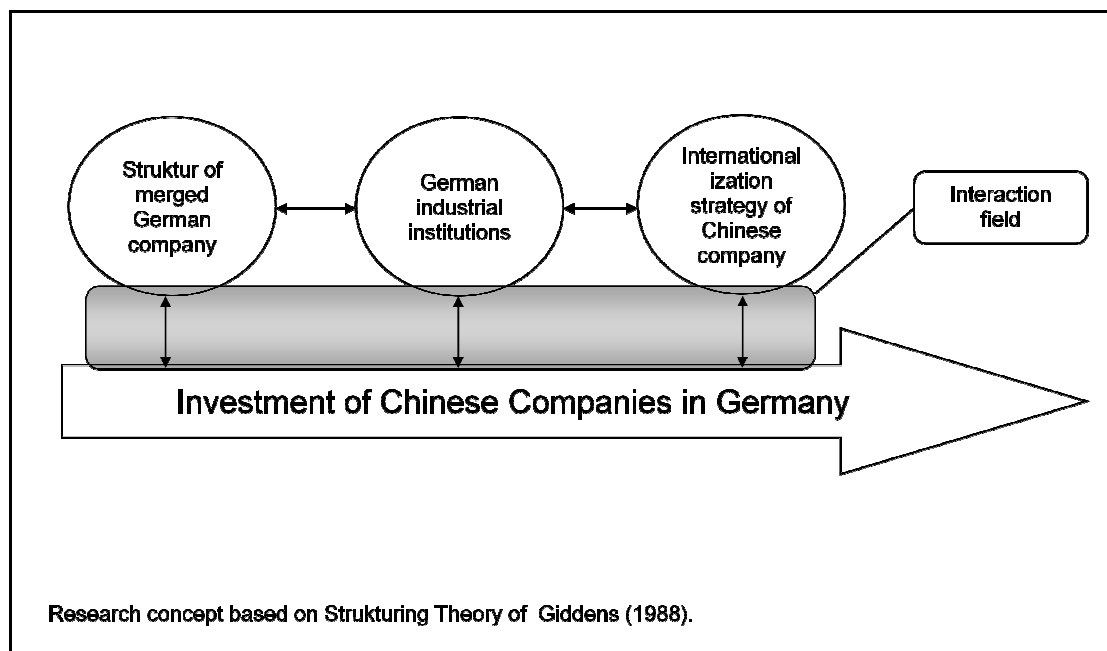 Struktur of
merged
German
company
German
industrial
institutions
International
ization
strategy of
Chinese
company
Interaction
field
Investment of Chinese Companies in Germany
Research concept based on Strukturing Theory of Giddens (1988).